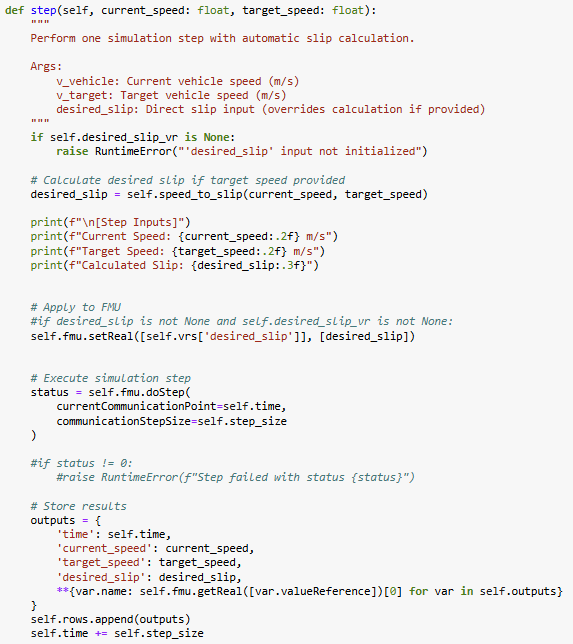 def step(self, current_speed: float, target_speed: float):
    """
    Perform one simulation step with automatic slip calculation.

    Args:
        v_vehicle: Current vehicle speed (m/s)
        v_target: Target vehicle speed (m/s)
        desired_slip: Direct slip input (overrides calculation if provided)
    """
    if self.desired_slip_vr is None:
        raise RuntimeError("'desired_slip' input not initialized")

    # Calculate desired slip if target speed provided
    desired_slip = self.speed_to_slip(current_speed, target_speed)

    print(f"\n[Step Inputs]")
    print(f"Current Speed: {current_speed:.2f} m/s")
    print(f"Target Speed: {target_speed:.2f} m/s")
    print(f"Calculated Slip: {desired_slip:.3f}")


    # Apply to FMU
    #if desired_slip is not None and self.desired_slip_vr is not None:
    self.fmu.setReal([self.vrs['desired_slip']], [desired_slip])


    # Execute simulation step
    status = self.fmu.doStep(
        currentCommunicationPoint=self.time,
        communicationStepSize=self.step_size
    )

    #if status != 0:
        #raise RuntimeError(f"Step failed with status {status}")

    # Store results
    outputs = {
        'time': self.time,
        'current_speed': current_speed,
        'target_speed': target_speed,
        'desired_slip': desired_slip,
        **{var.name: self.fmu.getReal([var.valueReference])[0] for var in self.outputs}
    }
    self.rows.append(outputs)
    self.time += self.step_size